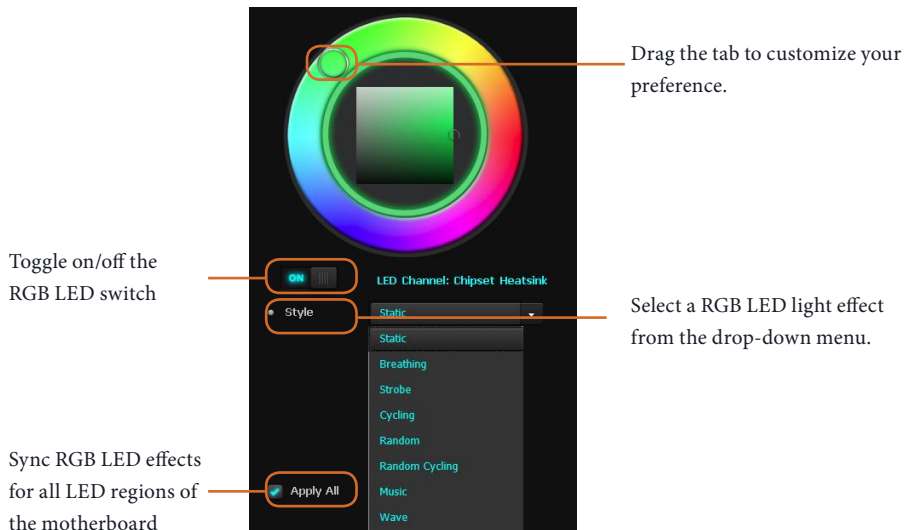 Drag the tab to customize your
preference.
Toggle on/off the
RGB LED switch
ON
LED Channel: Chipset Heatsink
Style
Static
Select a RGB LED light effect
from the drop-down menu.
Static
Breathing
Strobe
Cycling
Random
Random Cycling
Music
Wave
Sync RGB LED effects
for all LED regions of
the motherboard
Apply All